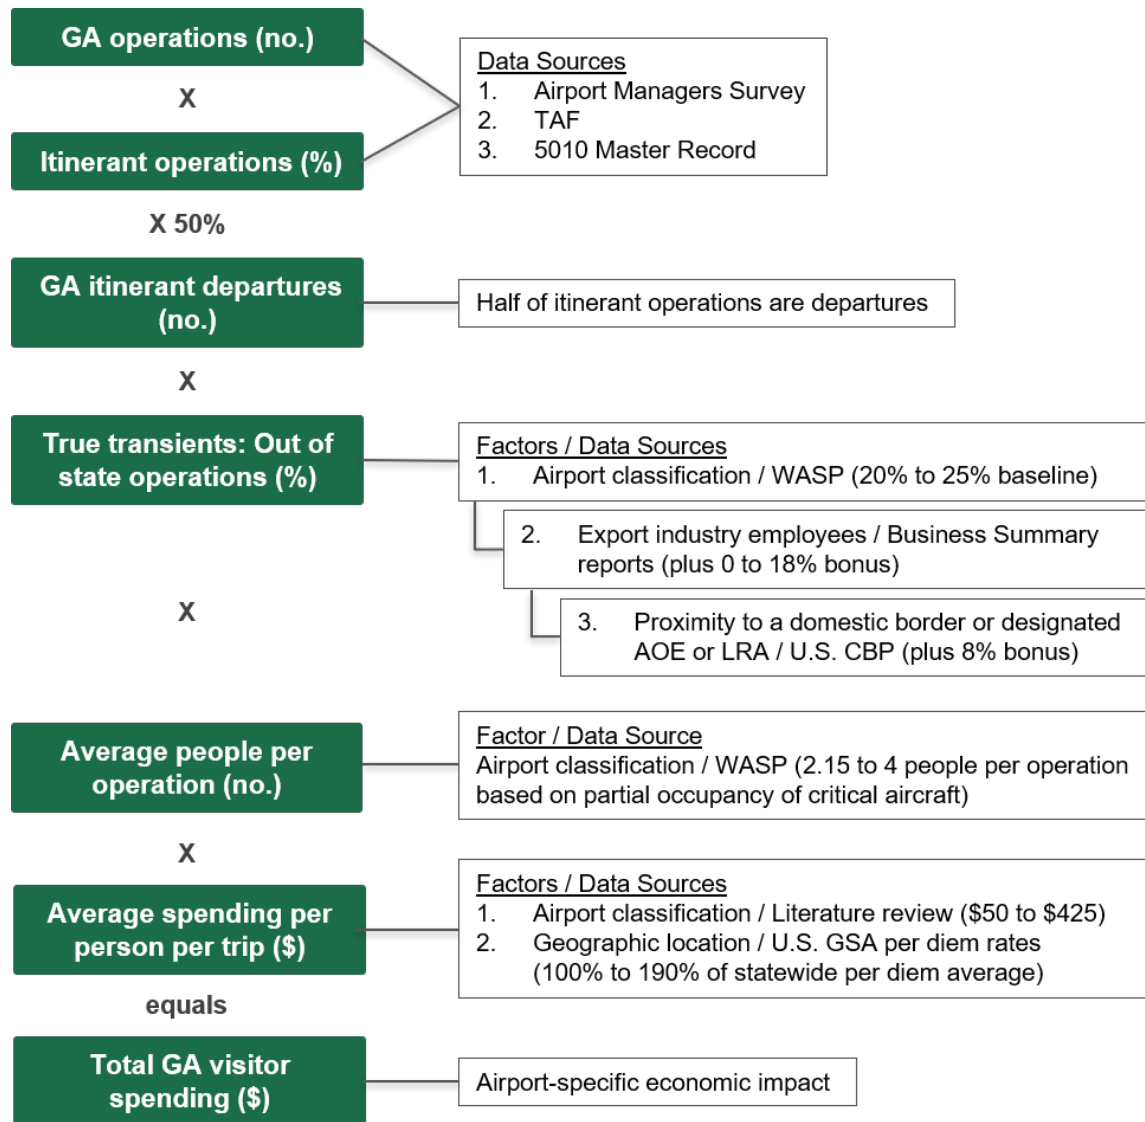 GA operations (no.)
X
Itinerant operations (%)
Data Sources
1. Airport Managers Survey
2. TAF
3. 5010 Master Record
X 50%
GA itinerant departures
(no.)
Half of itinerant operations are departures
X
True transients: Out of
state operations (%)
Factors / Data Sources
1. Airport classification / WASP (20% to 25% baseline)
2. Export industry employees / Business Summary
reports (plus 0 to 18% bonus)
3. Proximity to a domestic border or designated
AOE or LRA / U.S. CBP (plus 8% bonus)
X
Average people per
operation (no.)
Factor / Data Source
Airport classification / WASP (2.15 to 4 people per operation
based on partial occupancy of critical aircraft)
X
Average spending per
person per trip ($)
Factors / Data Sources
1. Airport classification / Literature review ($50 to $425)
2. Geographic location / U.S. GSA per diem rates
(100% to 190% of statewide per diem average)
equals
Total GA visitor
spending ($)
Airport-specific economic impact